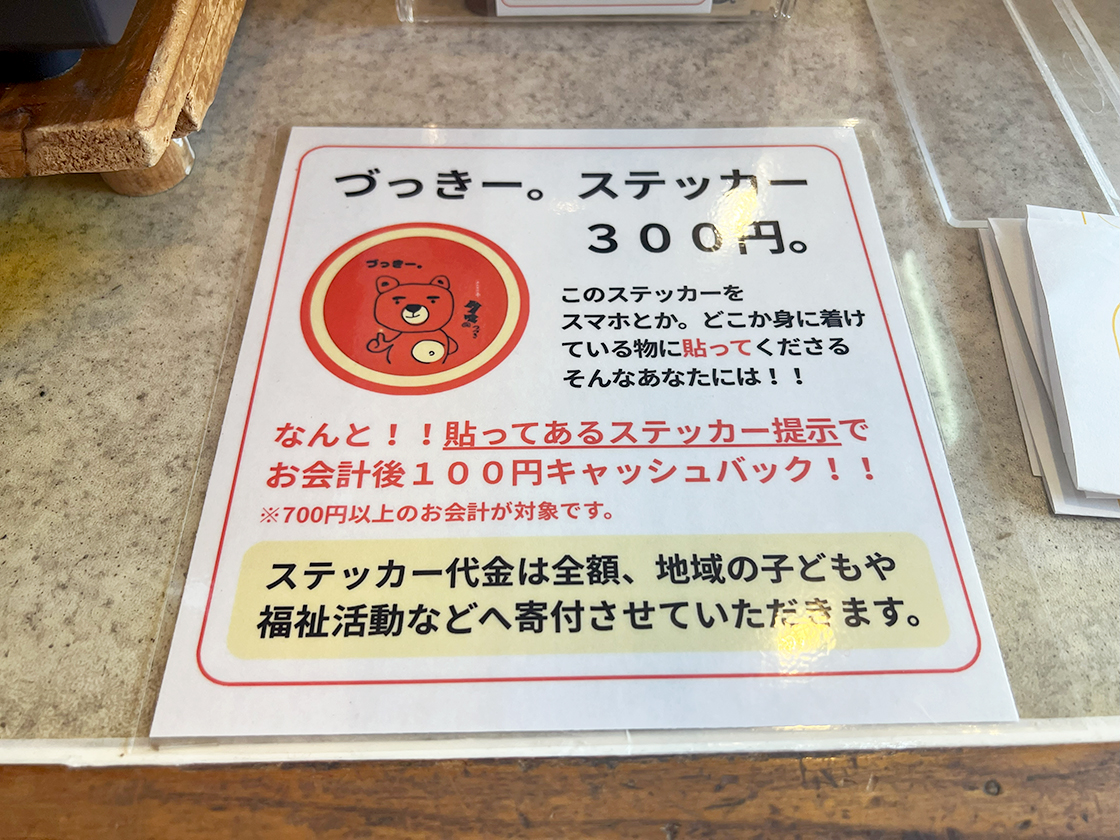 づっきー。ステッカー
３００円。
づっきー。
このステッカーを
スマホとか。どこか身に着け
ている物に貼ってくださる
そんなあなたには！！
なんと！！貼ってあるステッカー提示で
お会計後１００円キャッシュバック！！
※700円以上のお会計が対象です。
ステッカー代金は全額、地域の子どもや
福祉活動などへ寄付させていただきます。